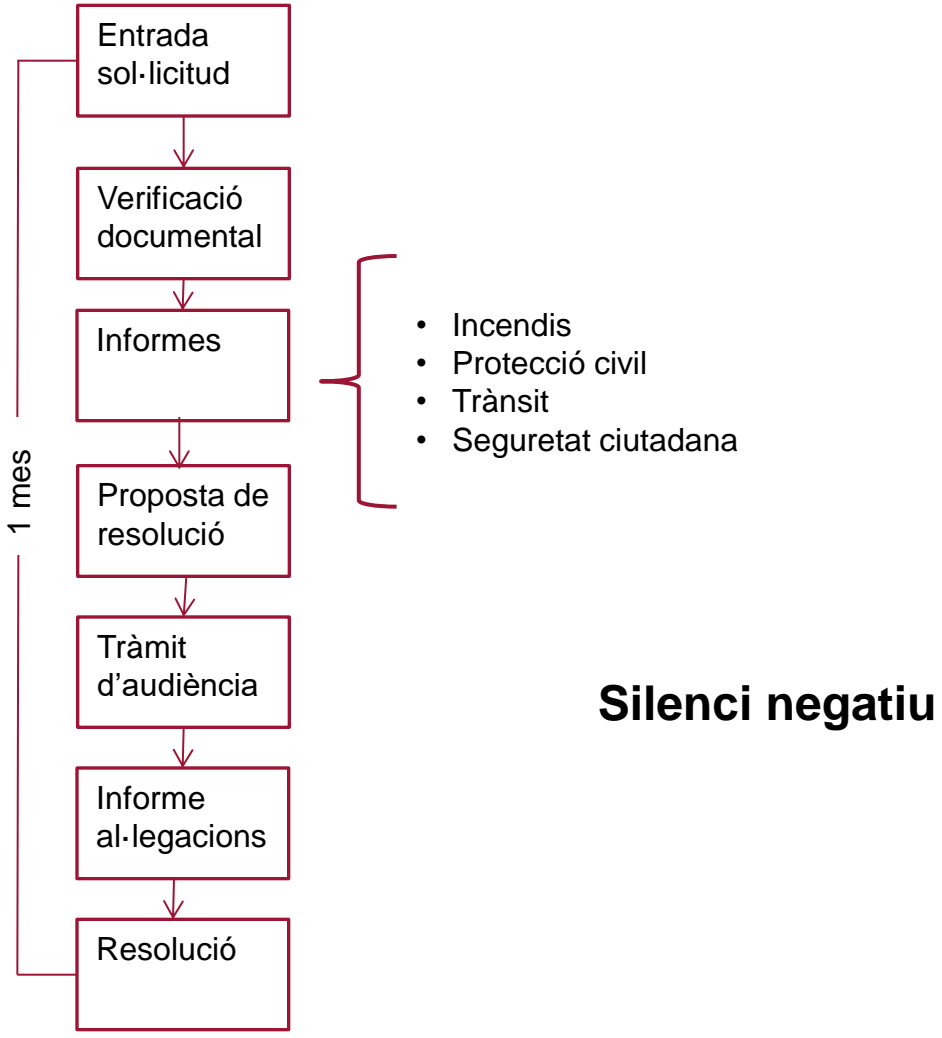 Entrada
sol·licitud
Verificació
documental
Informes
• Incendis
• Protecció civil
• Trànsit
• Seguretat ciutadana
1 mes
Proposta de
resolució
Tràmit
d’audiència
Silenci negatiu
Informe
al·legacions
Resolució